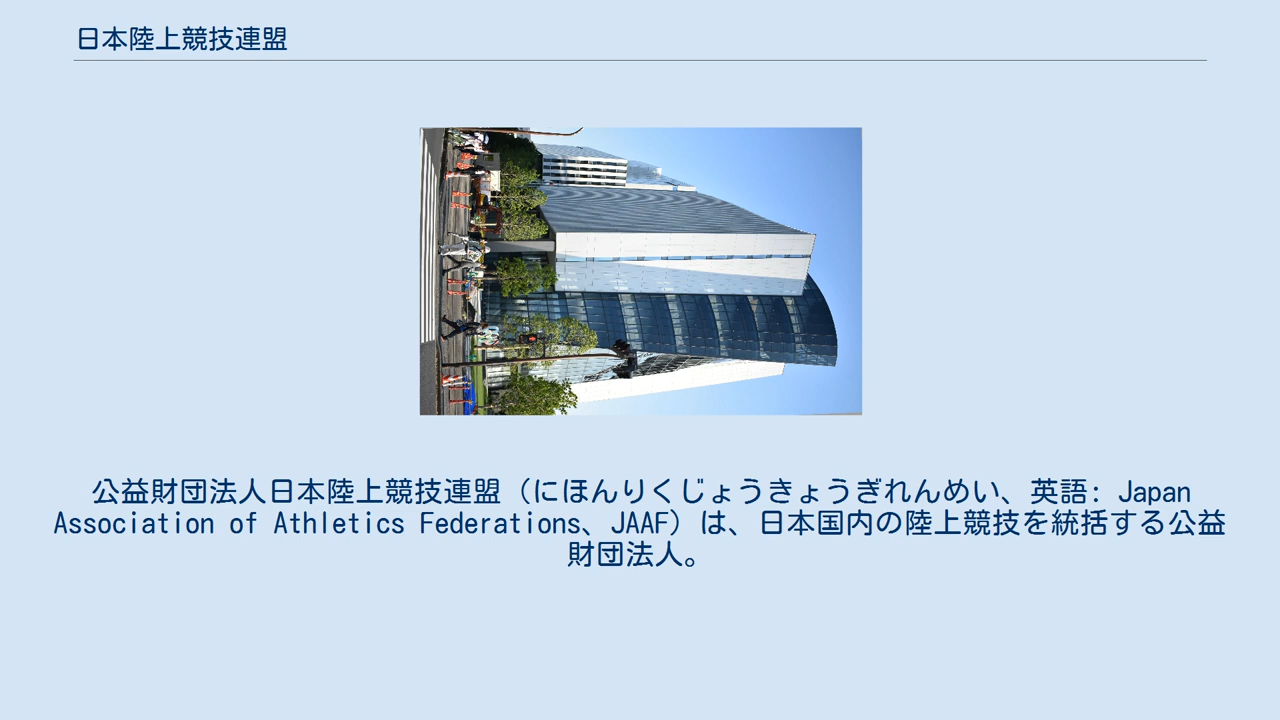 日本陸上競技連盟
公益財団法人日本陸上競技連盟（にほんりくじょうきょうぎれんめい、英語: Japan
Association of Athletics Federations、JAAF）は、日本国内の陸上競技を統括する公益
財団法人。